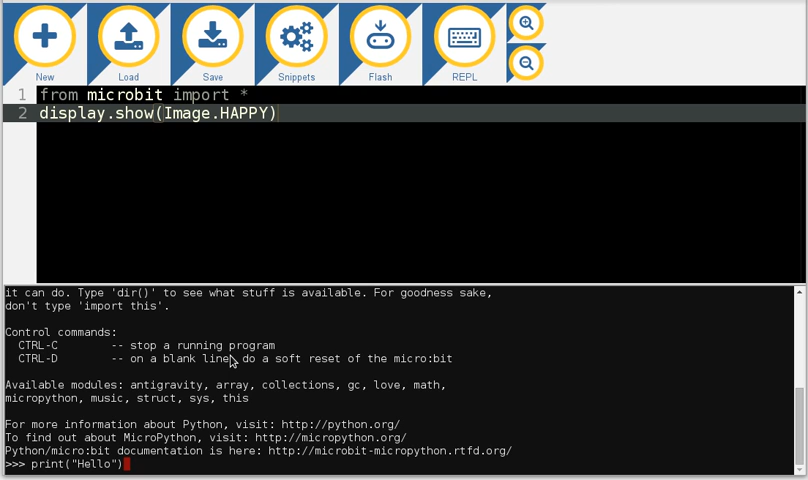 New Load Save Snippets Flash REPL
1 from microbit import *
2 display.show(Image.HAPPY)
it can do. Type 'dir()' to see what stuff is available. For goodness sake,
don't type 'import this'.
Control commands:
CTRL-C -- stop a running program
CTRL-D -- on a blank line, do a soft reset of the micro:bit
Available modules: antigravity, array, collections, gc, love, math,
micropython, music, struct, sys, this
For more information about Python, visit: http://python.org/
To find out about MicroPython, visit: http://micropython.org/
Python/micro:bit documentation is here: http://microbit-micropython.rtfd.org/
>>> print("Hello")